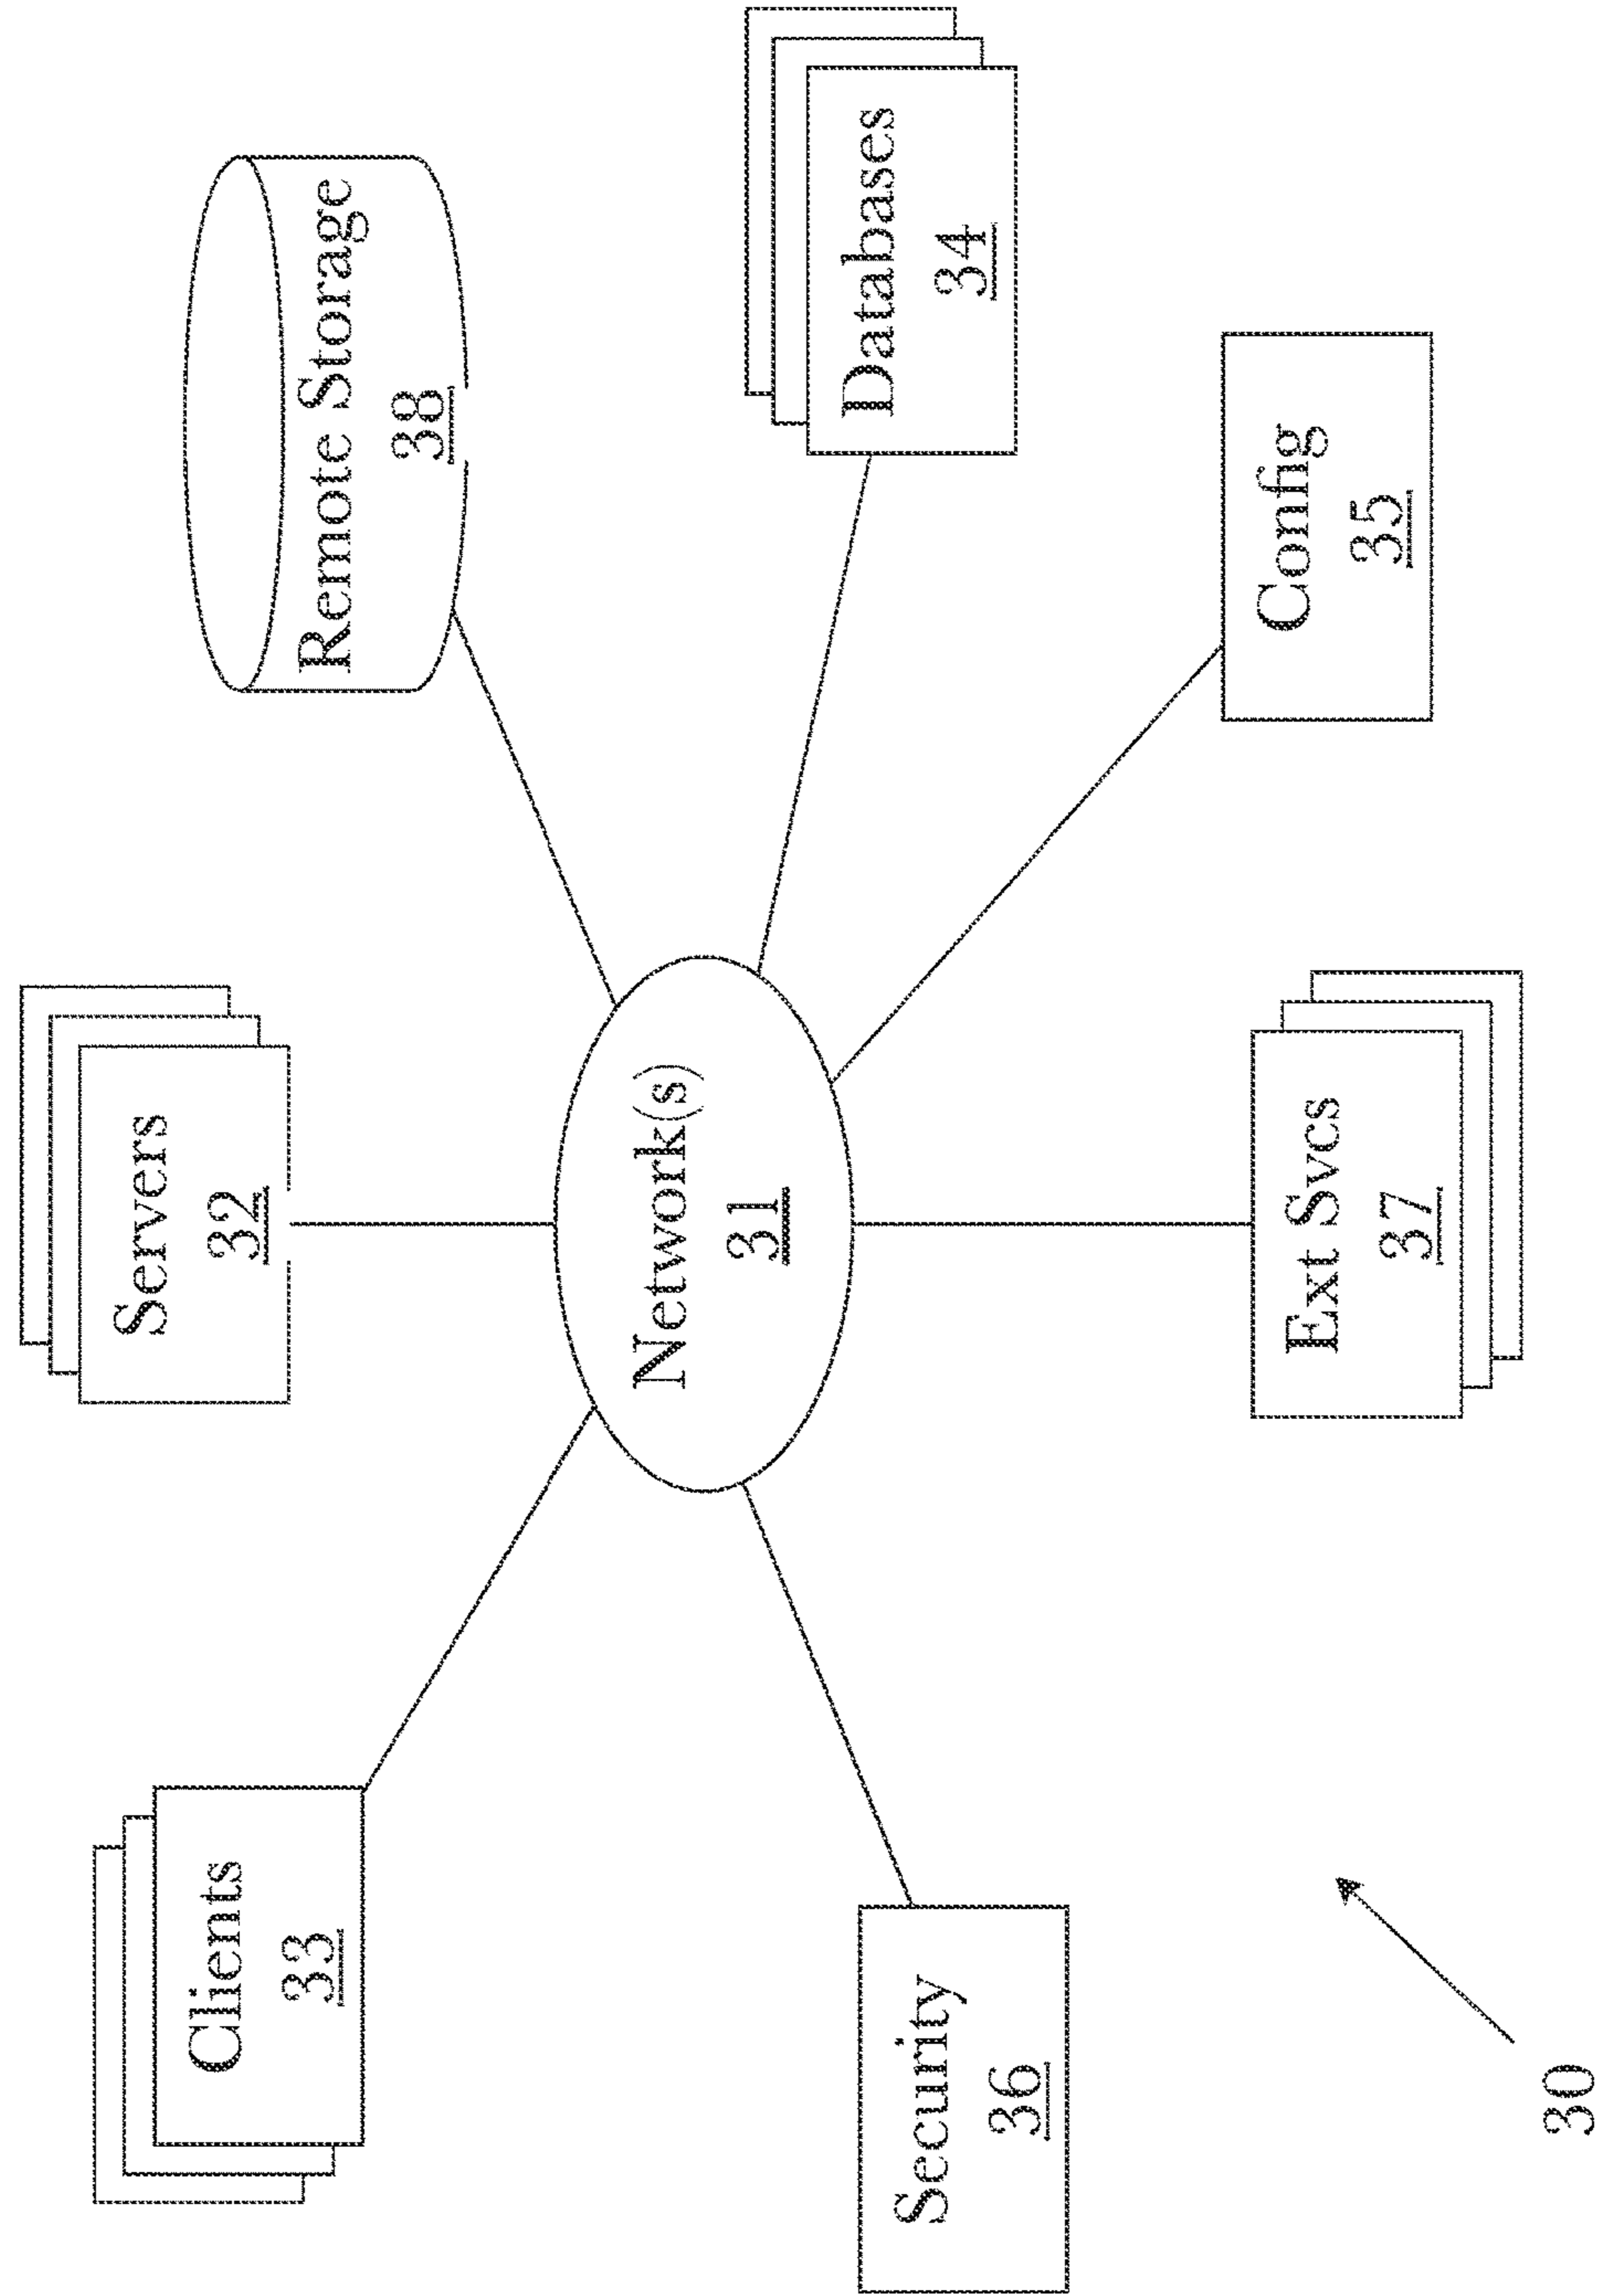 Clients
33
Servers
32
Remote Storage
38
Network(s)
31
Databases
34
Security
36
Ext Svcs
37
Config
35
30